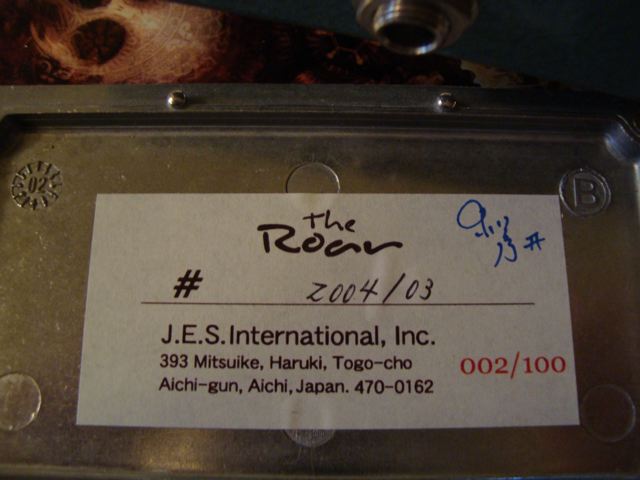 the
Roar
# 2004/03
J.E.S.International, Inc.
393 Mitsuike, Haruki, Togo-cho
Aichi-gun, Aichi, Japan. 470-0162
002/100
02
B